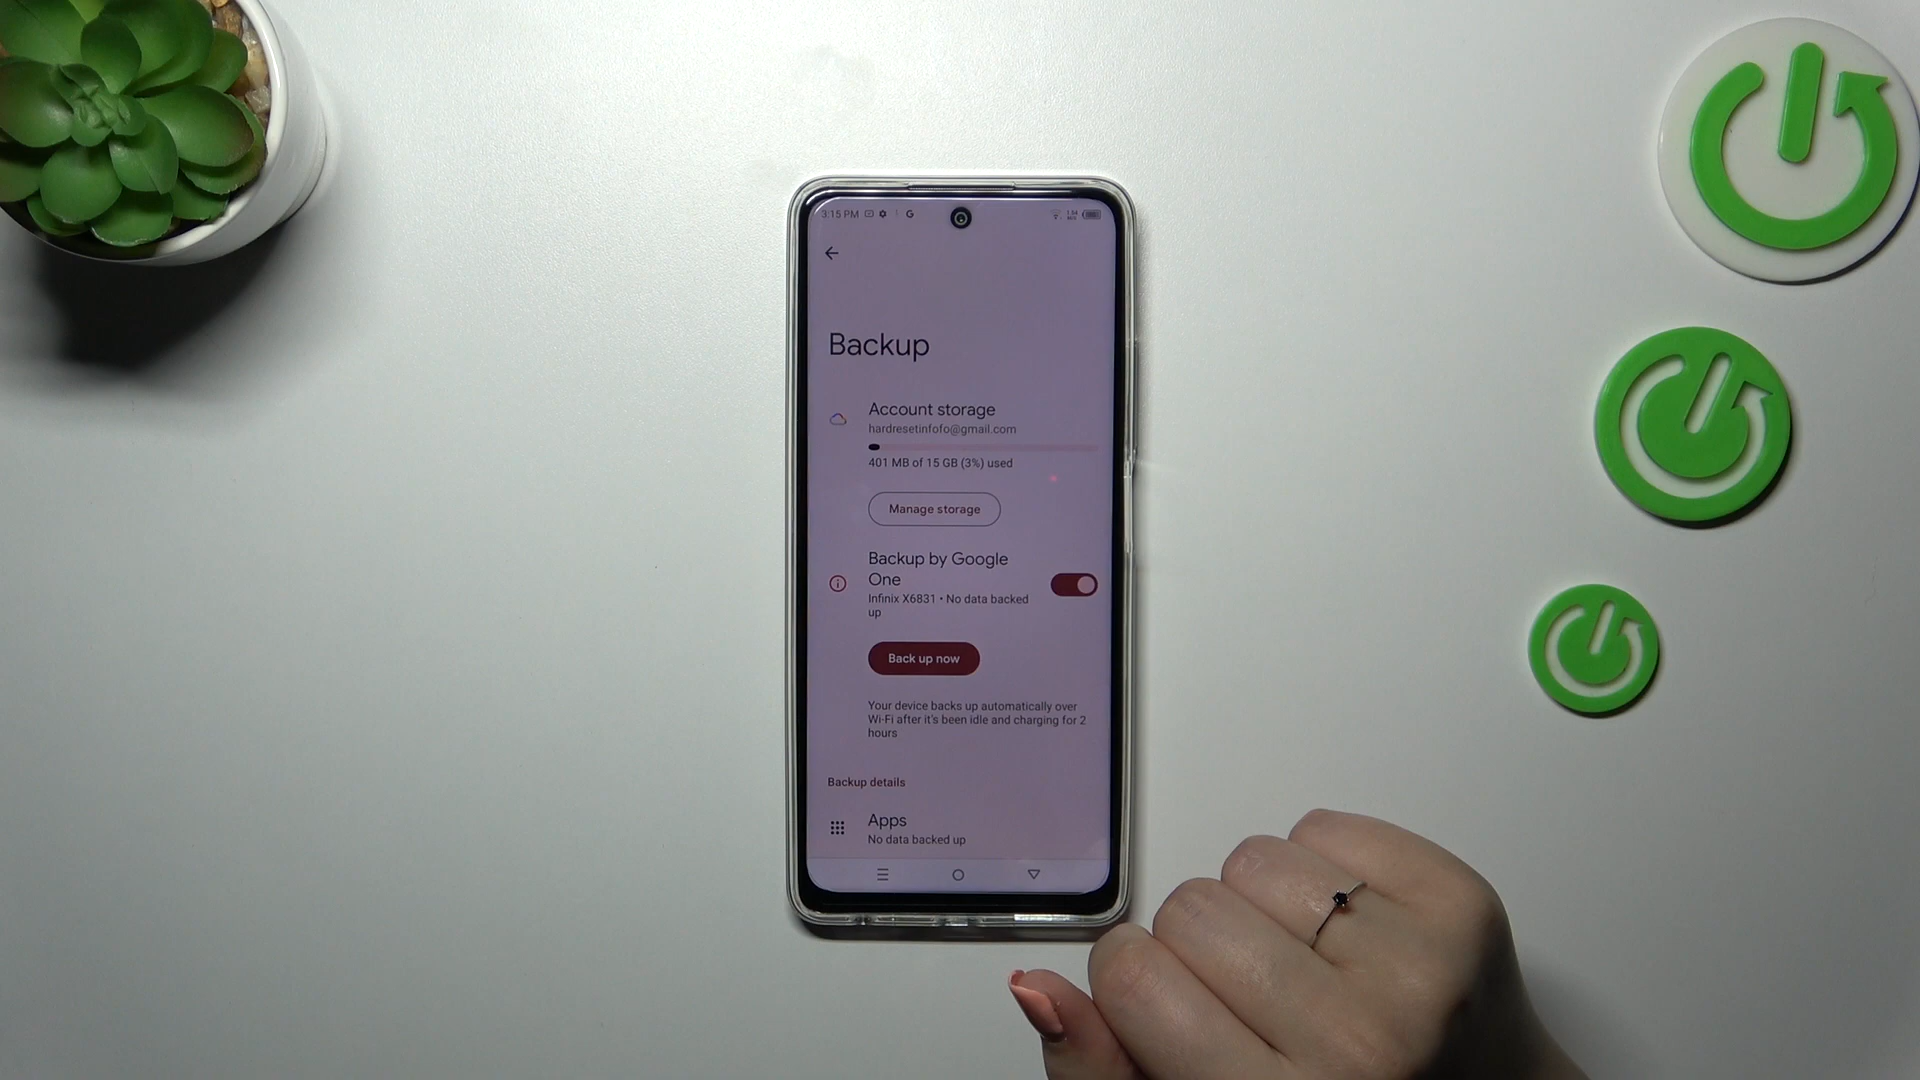 3:15 PM
Backup
Account storage
hardresetinfofo@gmail.com
401 MB of 15 GB (3%) used
Manage storage
Backup by Google
One
Infinix X6831 • No data backed
up
Back up now
Your device backs up automatically over
Wi-Fi after it's been idle and charging for 2
hours
Backup details
Apps
No data backed up